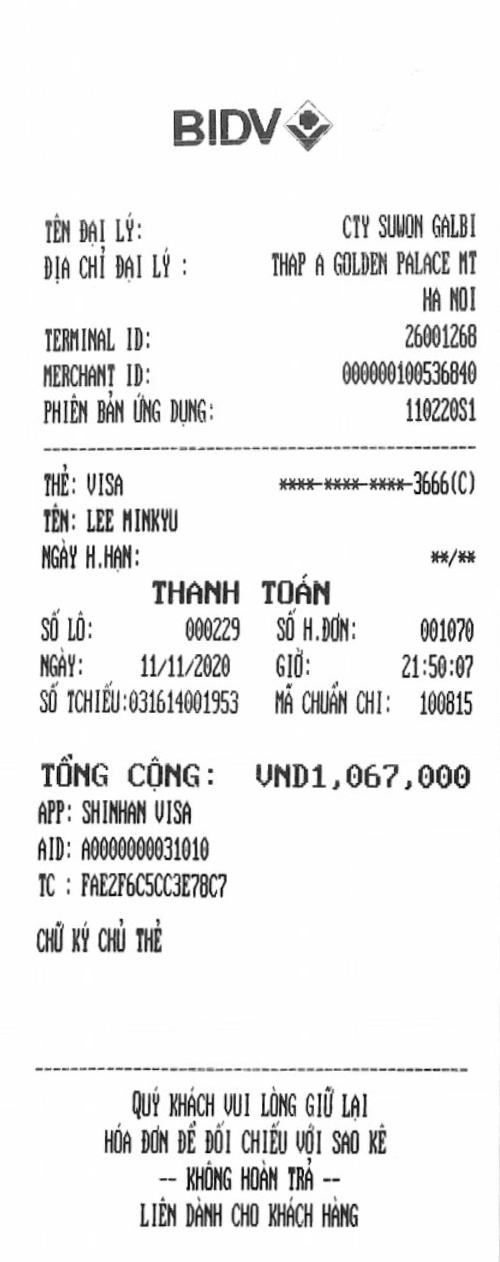 BIDV
TÊN ĐẠI LÝ: CTY SUWON GALBI
ĐỊA CHỈ ĐẠI LÝ : THAP A GOLDEN PALACE MT
HA NOI
TERMINAL ID: 26001268
MERCHANT ID: 000000100536840
PHIÊN BẢN ỨNG DỤNG: 110220S1
THẺ: VISA ****-****-****-3666(C)
TÊN: LEE MINKYU
NGÀY H.HẠN: **/**
THANH TOÁN
SỐ LÔ: 000229 SỐ H.ĐƠN: 001070
NGÀY: 11/11/2020 GIỜ: 21:50:07
SỐ TCHIẾU:031614001953 MÃ CHUẨN CHI: 100815
TỔNG CỘNG: VND1,067,000
APP: SHINHAN VISA
AID: A0000000031010
TC : FAE2F6C5CC3E78C7
CHỮ KÝ CHỦ THẺ
QUÝ KHÁCH VUI LÒNG GIỮ LẠI
HÓA ĐƠN ĐỂ ĐỐI CHIẾU VỚI SAO KÊ
-- KHÔNG HOÀN TRẢ --
LIÊN DÀNH CHO KHÁCH HÀNG